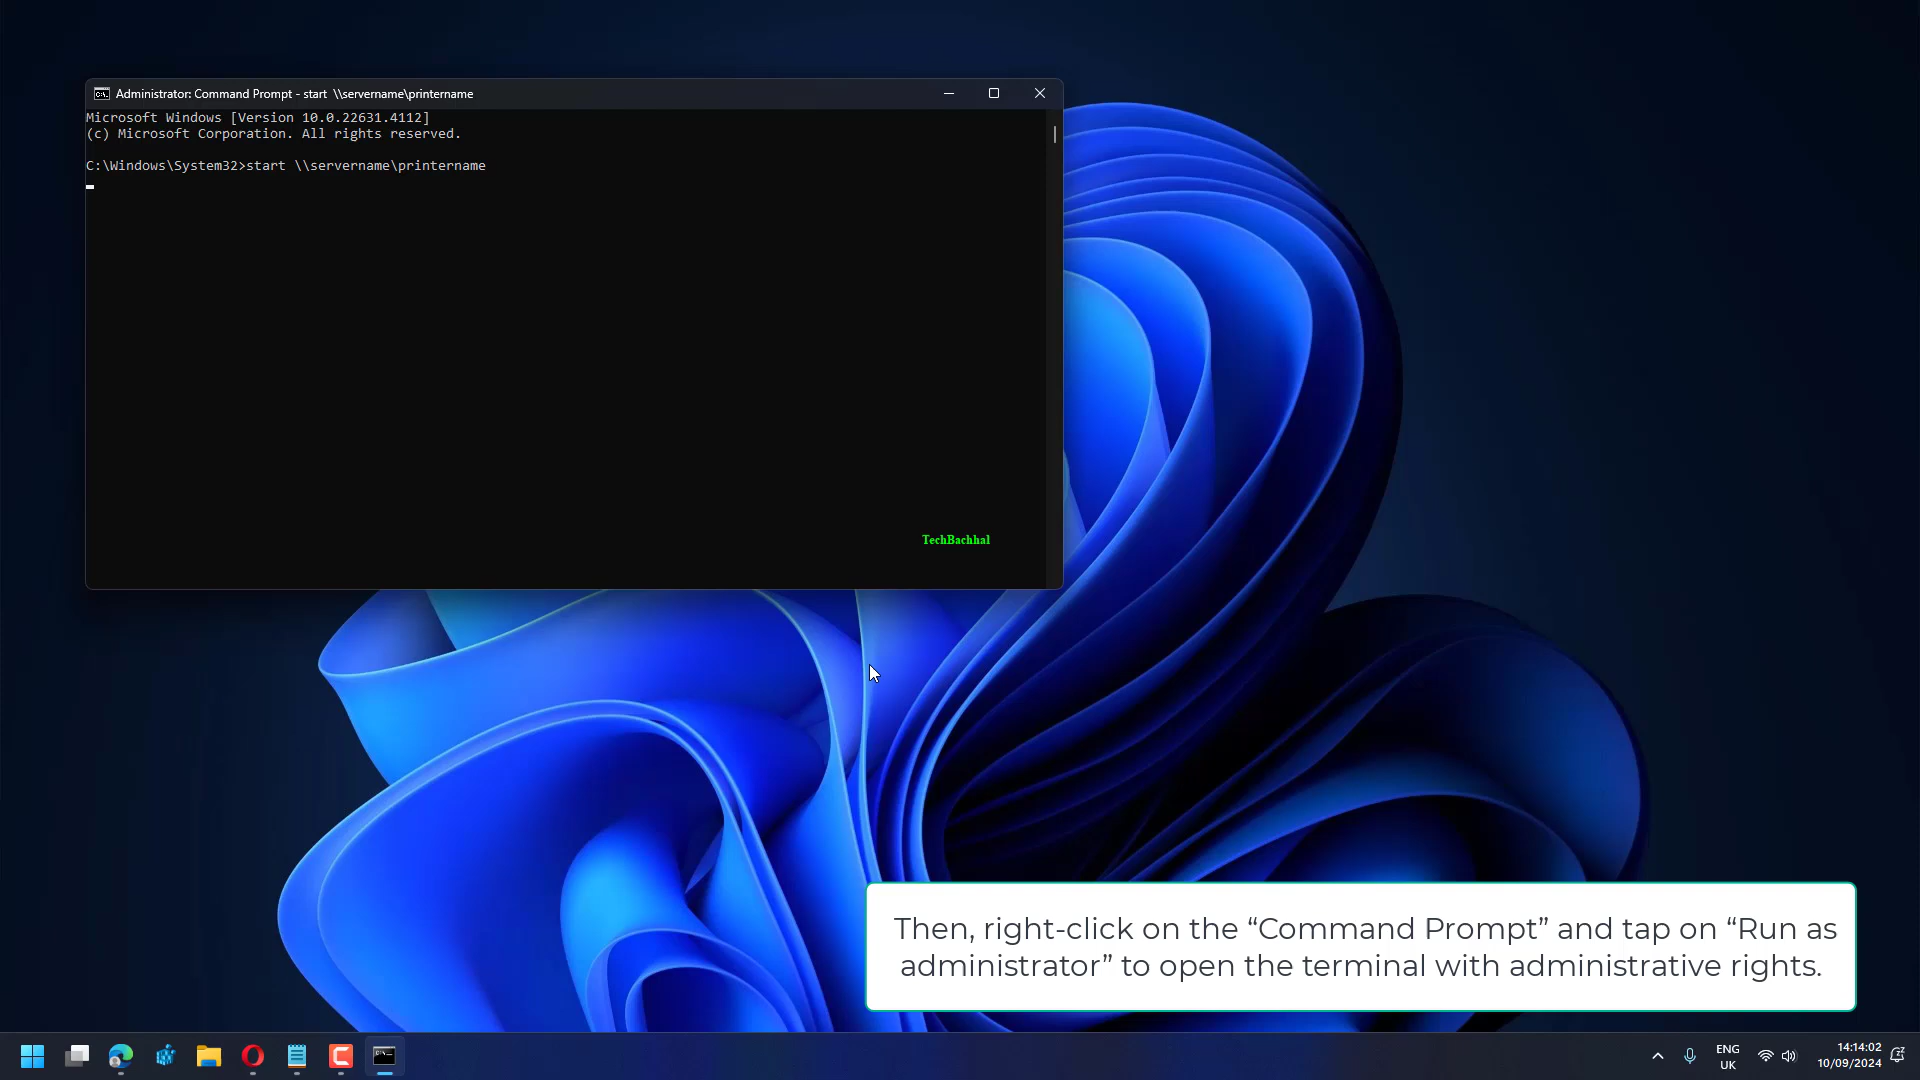 Administrator: Command Prompt - start  \\servername\printername
Microsoft Windows [Version 10.0.22631.4112]
(c) Microsoft Corporation. All rights reserved.
C:\Windows\System32>start \\servername\printername
TechBachhal
Then, right-click on the “Command Prompt” and tap on “Run as
administrator” to open the terminal with administrative rights.
ENG
UK
14:14:02
10/09/2024